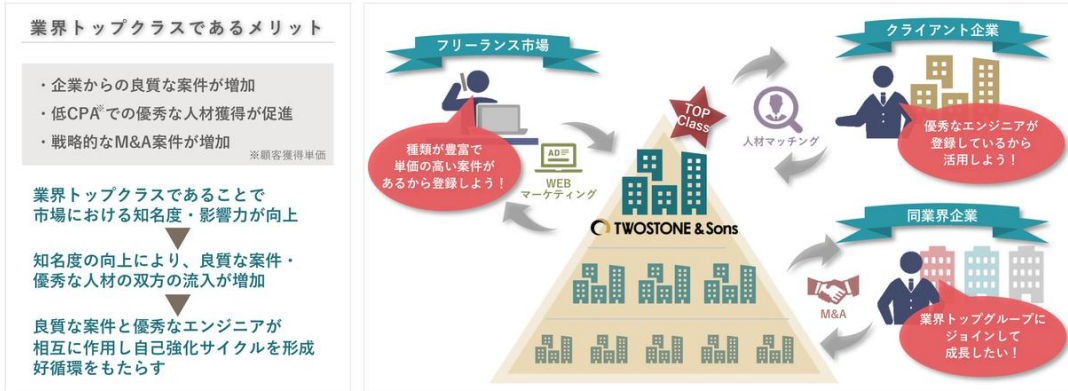 業界トップクラスであるメリット
・企業からの良質な案件が増加
・低CPA※での優秀な人材獲得が促進
・戦略的なM&A案件が増加
※顧客獲得単価
業界トップクラスであることで
市場における知名度・影響力が向上
知名度の向上により、良質な案件・
優秀な人材の双方の流入が増加
良質な案件と優秀なエンジニアが
相互に作用し自己強化サイクルを形成
好循環をもたらす
フリーランス市場
種類が豊富で
単価の高い案件が
あるから登録しよう！
AD
WEB
マーケティング
TOP
Class
TWOSTONE & Sons
人材マッチング
クライアント企業
優秀なエンジニアが
登録しているから
活用しよう！
同業界企業
M&A
業界トップグループに
ジョインして
成長したい！